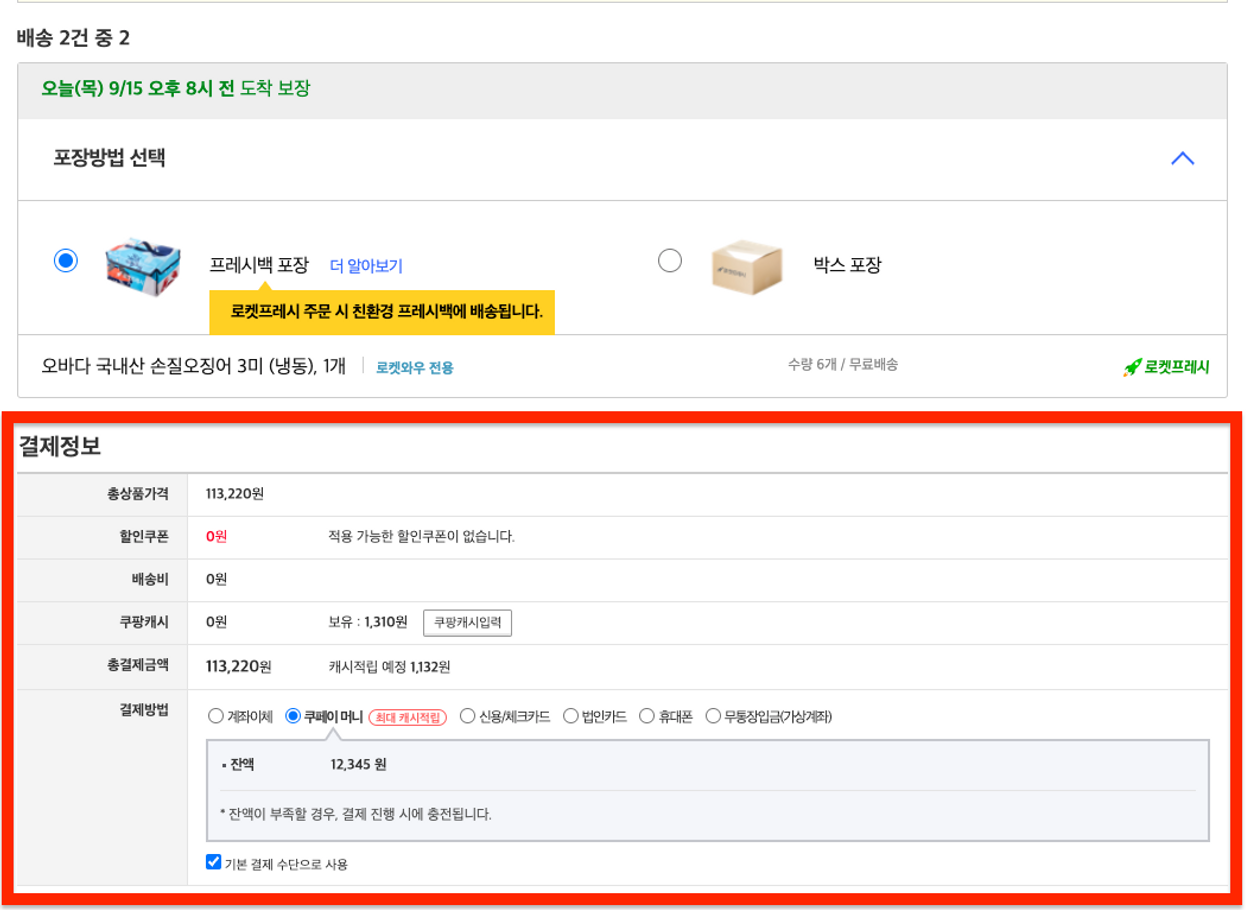 배송 2건 중 2
오늘(목) 9/15 오후 8시 전 도착 보장
포장방법 선택
프레시백 포장 더 알아보기 박스 포장
로켓프레시 주문 시 친환경 프레시백에 배송됩니다.
오바다 국내산 손질오징어 3미 (냉동), 1개 로켓와우 전용 수량 6개 / 무료배송 로켓프레시
결제정보
총상품가격 113,220원
할인쿠폰 0원 적용 가능한 할인쿠폰이 없습니다.
배송비 0원
쿠팡캐시 0원 보유 : 1,310원 쿠팡캐시입력
총결제금액 113,220원 캐시적립 예정 1,132원
결제방법 계좌이체 쿠페이 머니 최대 캐시적립 신용/체크카드 법인카드 휴대폰 무통장입금(가상계좌)
• 잔액 12,345 원
* 잔액이 부족할 경우, 결제 진행 시에 충전됩니다.
기본 결제 수단으로 사용